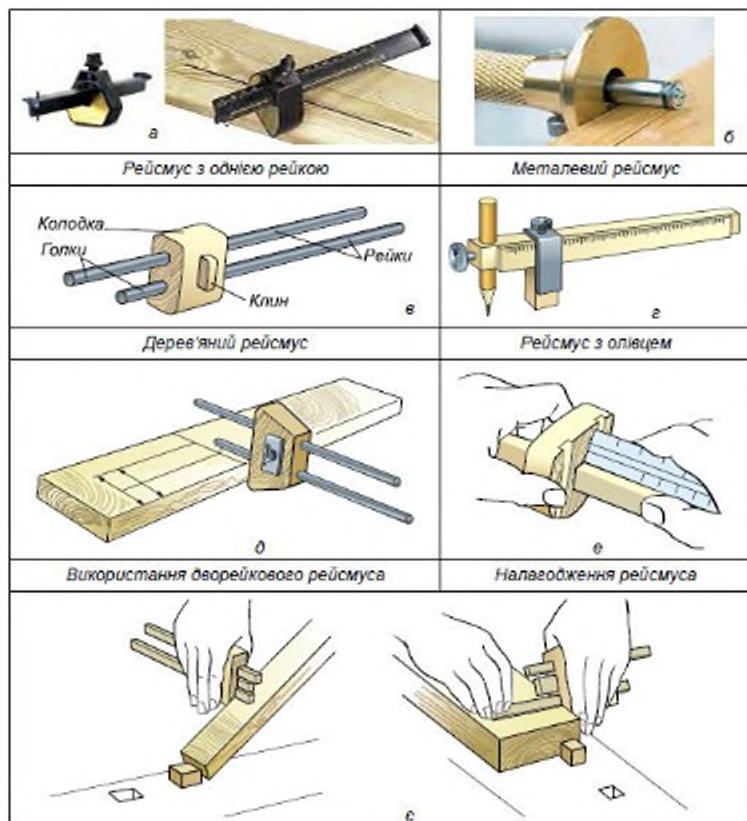 а
б
Рейсмус з однією рейкою
Металевий рейсмус
Колодка
Голки
Рейки
Клин
в
г
Дерев'яний рейсмус
Рейсмус з олівцем
д
е
Використання дворейкового рейсмуса
Налагодження рейсмуса
є